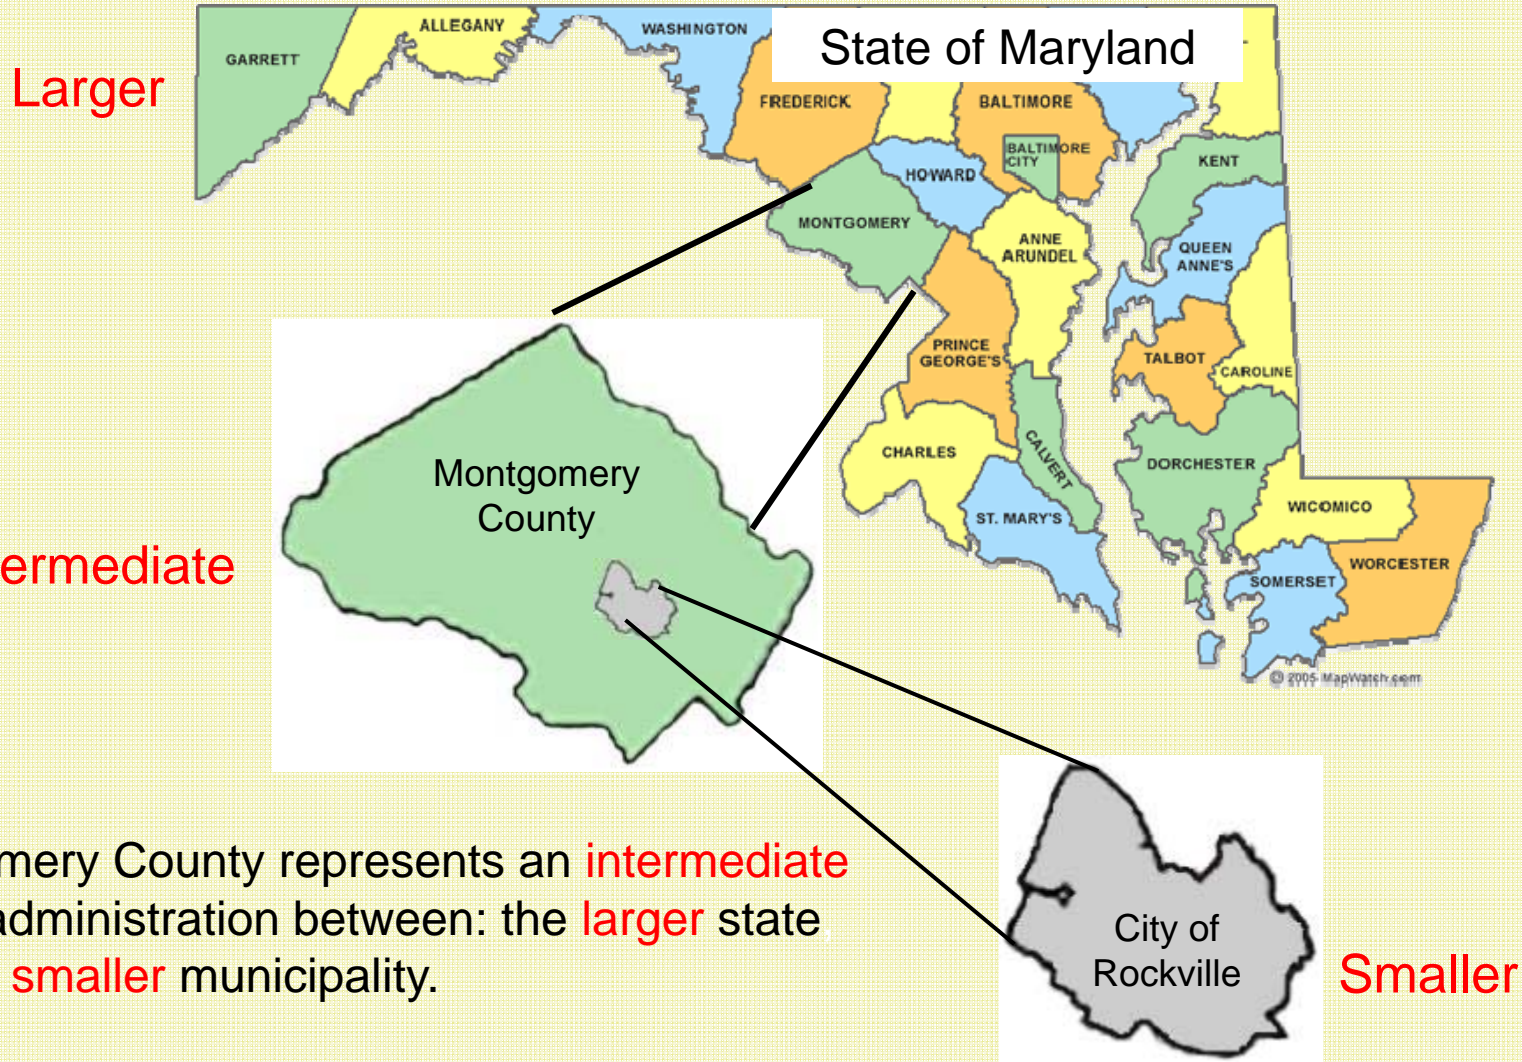 State of Maryland
Larger
GARRETT
ALLEGANY
WASHINGTON
FREDERICK
BALTIMORE
BALTIMORE
CITY
HOWARD
MONTGOMERY
KENT
ANNE
ARUNDEL
QUEEN
ANNE'S
PRINCE
GEORGE'S
TALBOT
CAROLINE
CHARLES
CALVERT
DORCHESTER
ST. MARY'S
WICOMICO
SOMERSET
WORCESTER
© 2005 MapWatch.com
Montgomery
County
ermediate
mery County represents an intermediate
administration between: the larger state,
smaller municipality.
City of
Rockville
Smaller